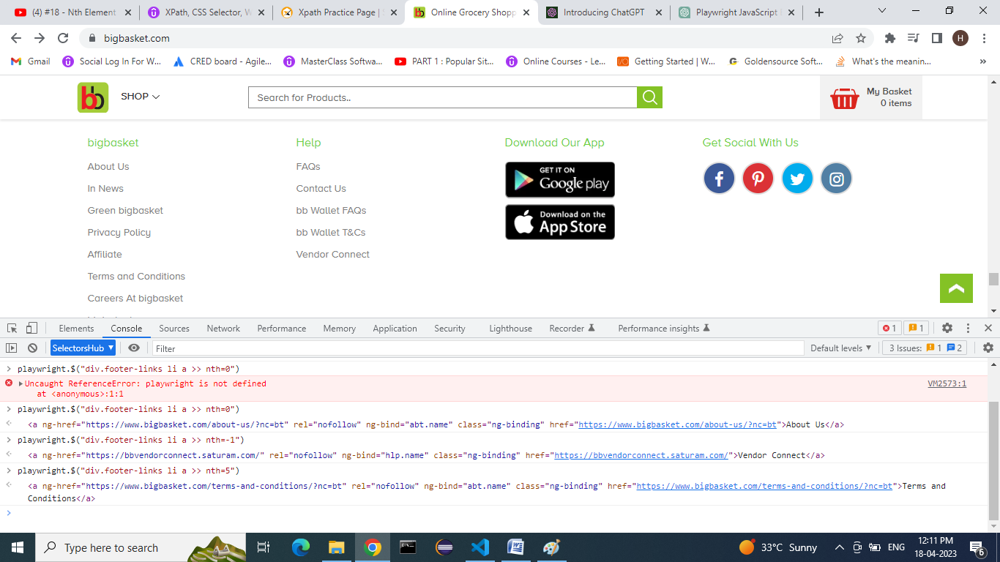 (4) #18 - Nth Element
XPath, CSS Selector, W
Xpath Practice Page | S
Online Grocery Shopp
Introducing ChatGPT
Playwright JavaScript
bigbasket.com
H
Gmail
Social Log In For W...
CRED board - Agile...
MasterClass Softwa...
PART 1 : Popular Sit...
Online Courses - Le...
Getting Started | W...
Goldensource Soft...
What's the meanin...
»
bb
SHOP
Search for Products..
My Basket
0 items
bigbasket
About Us
In News
Green bigbasket
Privacy Policy
Affiliate
Terms and Conditions
Careers At bigbasket
Help
FAQs
Contact Us
bb Wallet FAQs
bb Wallet T&Cs
Vendor Connect
Download Our App
GET IT ON
Google play
Download on the
App Store
Get Social With Us
Elements Console Sources Network Performance Memory Application Security Lighthouse Recorder Performance insights 1 1
SelectorsHub ▼ Filter Default levels ▼ 3 Issues: 1 2
playwright.$("div.footer-links li a >> nth=0")
Uncaught ReferenceError: playwright is not defined VM2573:1
at <anonymous>:1:1
playwright.$("div.footer-links li a >> nth=0")
<a ng-href="https://www.bigbasket.com/about-us/?nc=bt" rel="nofollow" ng-bind="abt.name" class="ng-binding" href="https://www.bigbasket.com/about-us/?nc=bt">About Us</a>
playwright.$("div.footer-links li a >> nth=-1")
<a ng-href="https://bbvendorconnect.saturam.com/" rel="nofollow" ng-bind="hlp.name" class="ng-binding" href="https://bbvendorconnect.saturam.com/">Vendor Connect</a>
playwright.$("div.footer-links li a >> nth=5")
<a ng-href="https://www.bigbasket.com/terms-and-conditions/?nc=bt" rel="nofollow" ng-bind="abt.name" class="ng-binding" href="https://www.bigbasket.com/terms-and-conditions/?nc=bt">Terms and
Conditions</a>
Type here to search
33°C Sunny
ENG
12:11 PM
18-04-2023
6